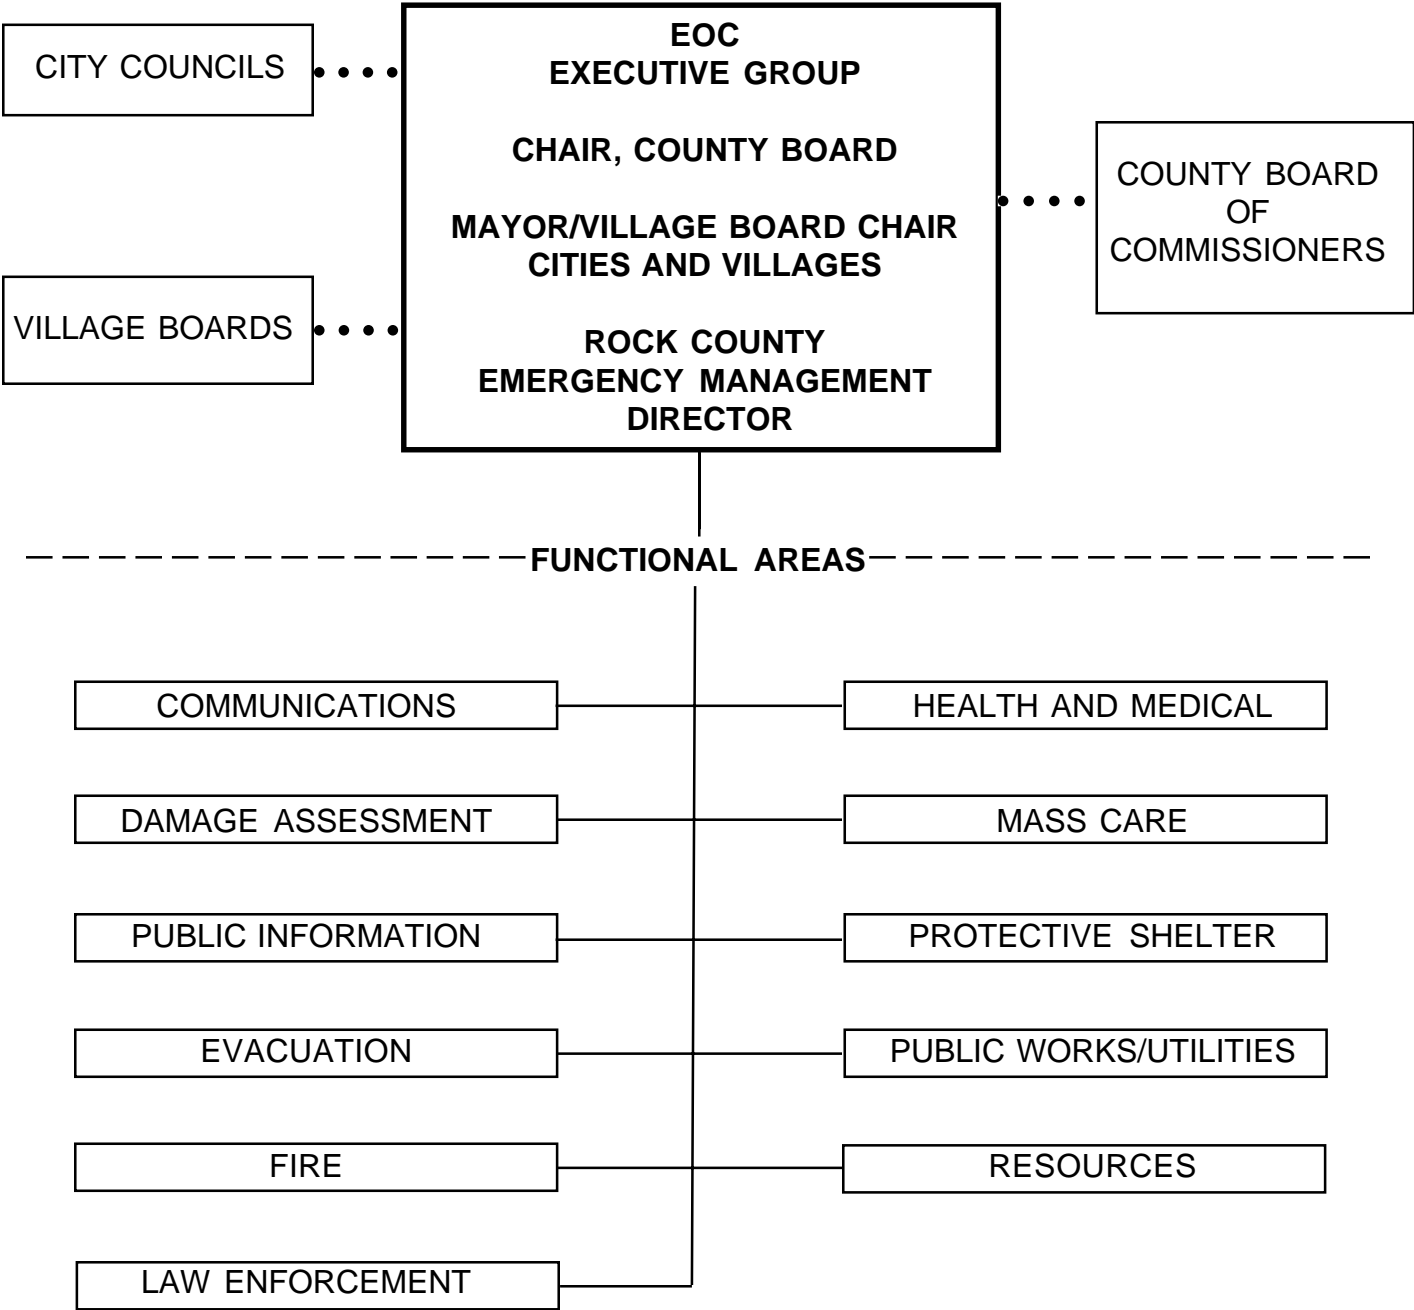 CITY COUNCILS
EOC
EXECUTIVE GROUP
CHAIR, COUNTY BOARD
MAYOR/VILLAGE BOARD CHAIR
CITIES AND VILLAGES
ROCK COUNTY
EMERGENCY MANAGEMENT
DIRECTOR
COUNTY BOARD
OF
COMMISSIONERS
VILLAGE BOARDS
FUNCTIONAL AREAS
COMMUNICATIONS
HEALTH AND MEDICAL
DAMAGE ASSESSMENT
MASS CARE
PUBLIC INFORMATION
PROTECTIVE SHELTER
EVACUATION
PUBLIC WORKS/UTILITIES
FIRE
RESOURCES
LAW ENFORCEMENT